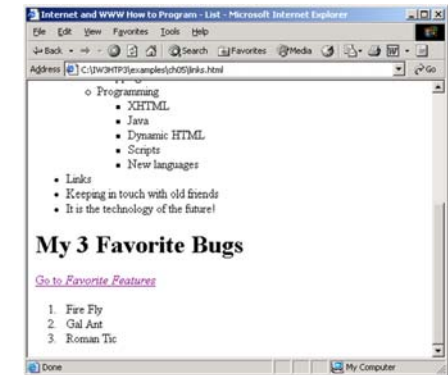 Internet and WWW How to Program - List - Microsoft Internet Explorer
File Edit View Favorites Tools Help
Back Search Favorites Media
Address C:\IW3HTP3\examples\ch05\links.html Go
Programming
XHTML
Java
Dynamic HTML
Scripts
New languages
Links
Keeping in touch with old friends
It is the technology of the future!
My 3 Favorite Bugs
Go to Favorite Features
1. Fire Fly
2. Gal Ant
3. Roman Tic
Done My Computer